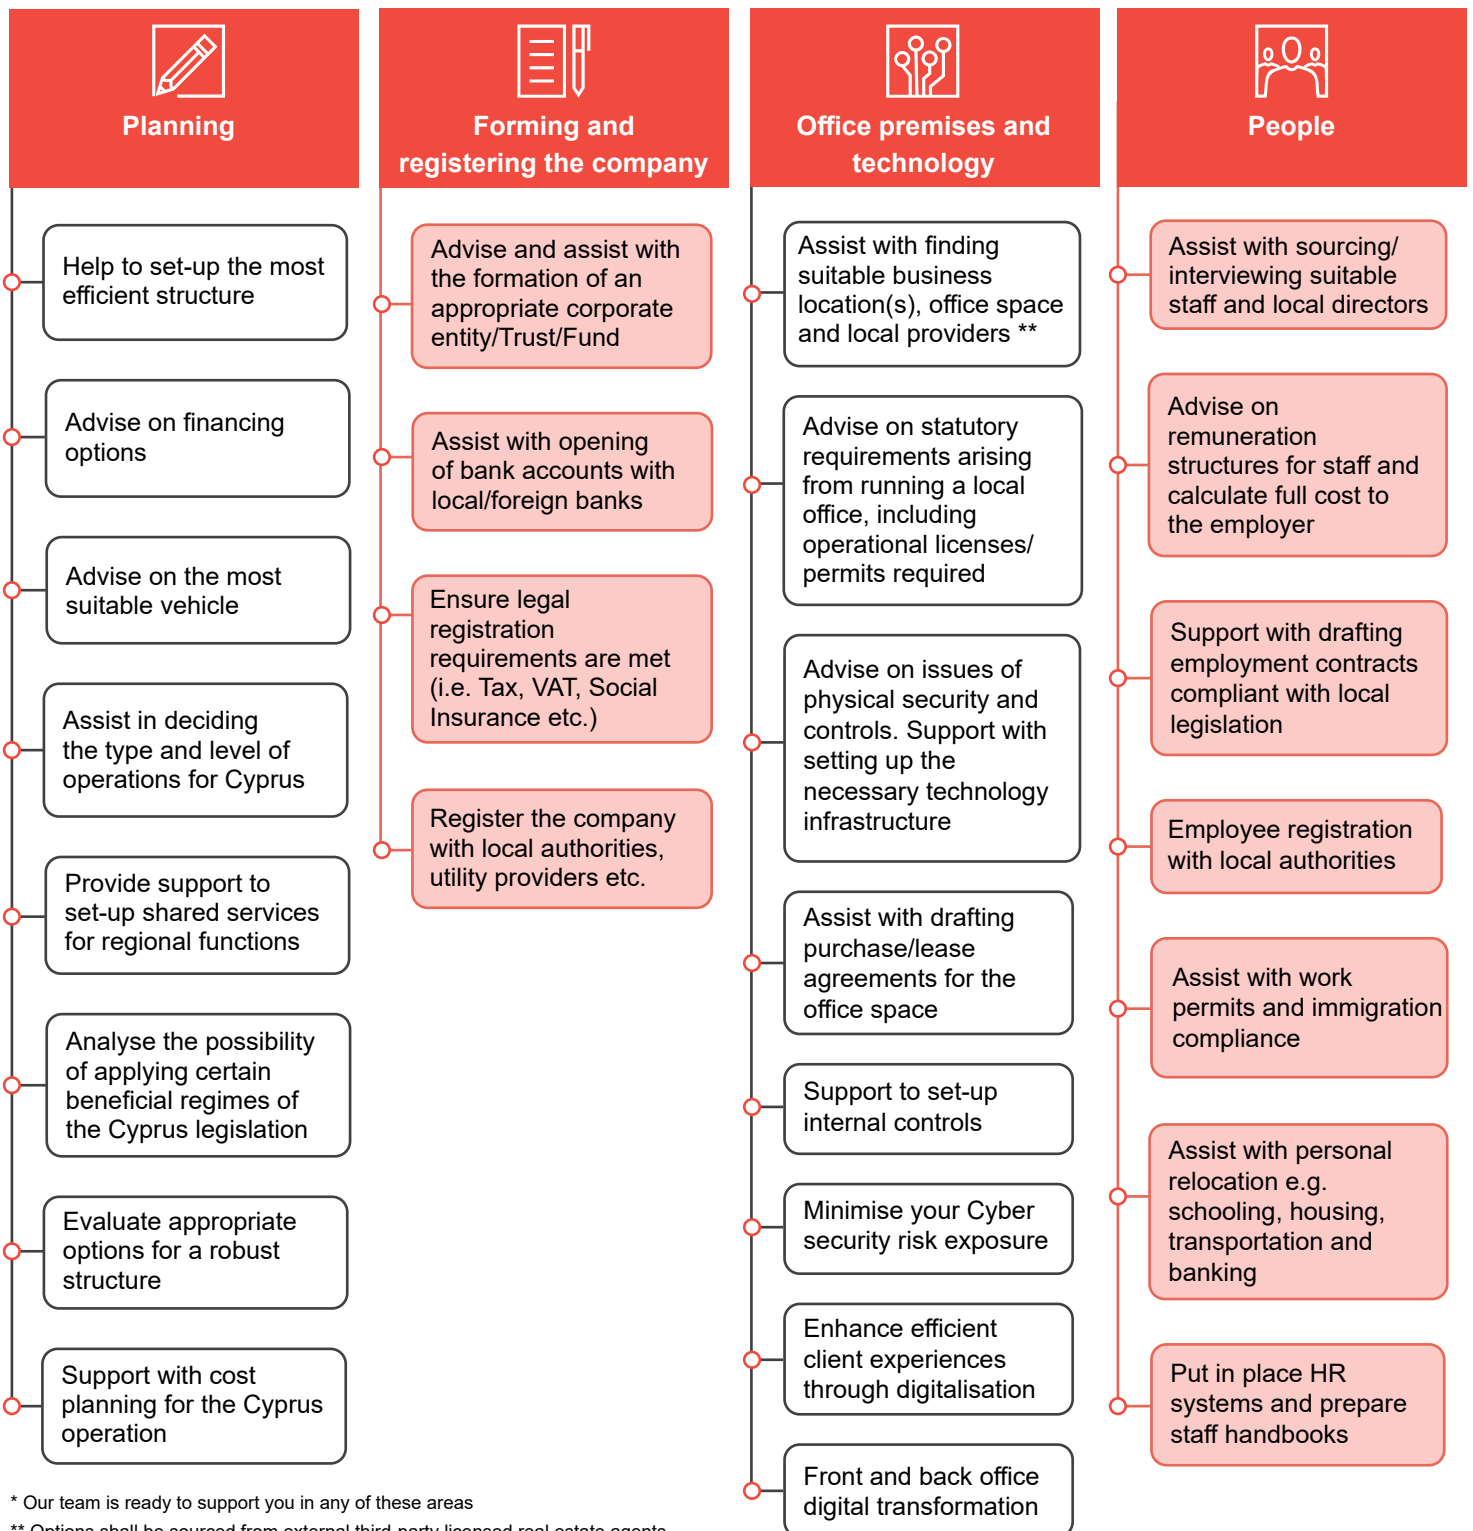 Planning
Help to set-up the most
efficient structure
Advise on financing
options
Advise on the most
suitable vehicle
Assist in deciding
the type and level of
operations for Cyprus
Provide support to
set-up shared services
for regional functions
Analyse the possibility
of applying certain
beneficial regimes of
the Cyprus legislation
Evaluate appropriate
options for a robust
structure
Support with cost
planning for the Cyprus
operation
Forming and
registering the company
Advise and assist with
the formation of an
appropriate corporate
entity/Trust/Fund
Assist with opening
of bank accounts with
local/foreign banks
Ensure legal
registration
requirements are met
(i.e. Tax, VAT, Social
Insurance etc.)
Register the company
with local authorities,
utility providers etc.
Office premises and
technology
Assist with finding
suitable business
location(s), office space
and local providers **
Advise on statutory
requirements arising
from running a local
office, including
operational licenses/
permits required
Advise on issues of
physical security and
controls. Support with
setting up the
necessary technology
infrastructure
Assist with drafting
purchase/lease
agreements for the
office space
Support to set-up
internal controls
Minimise your Cyber
security risk exposure
Enhance efficient
client experiences
through digitalisation
Front and back office
digital transformation
People
Assist with sourcing/
interviewing suitable
staff and local directors
Advise on
remuneration
structures for staff and
calculate full cost to
the employer
Support with drafting
employment contracts
compliant with local
legislation
Employee registration
with local authorities
Assist with work
permits and immigration
compliance
Assist with personal
relocation e.g.
schooling, housing,
transportation and
banking
Put in place HR
systems and prepare
staff handbooks
* Our team is ready to support you in any of these areas
** Options shall be sourced from external third-party licensed real estate agents